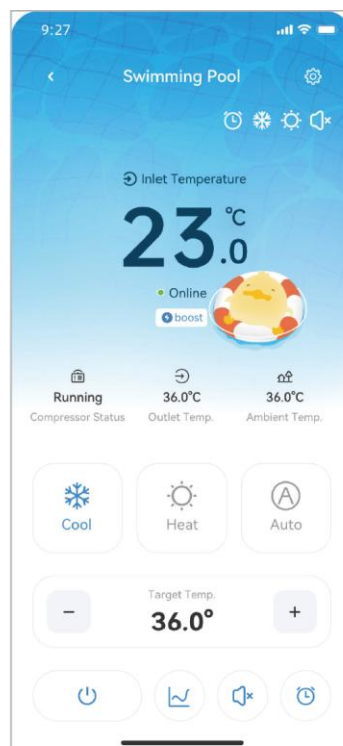 9:27
Swimming Pool
Inlet Temperature
23.0 °C
Online
boost
Running
Compressor Status
36.0°C
Outlet Temp.
36.0°C
Ambient Temp.
Cool
Heat
A
Auto
Target Temp.
− 36.0° +